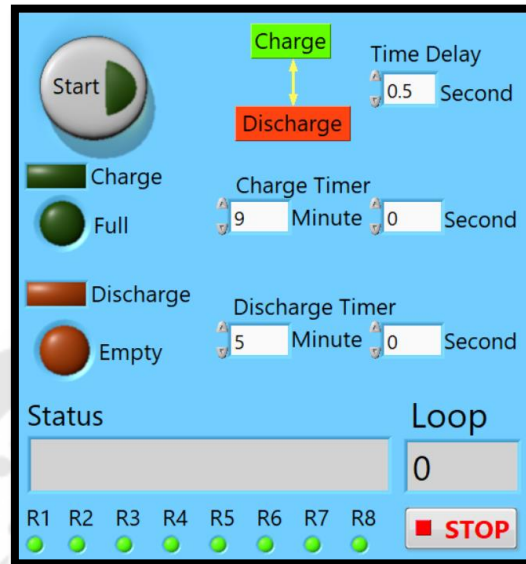 Start
Charge
Discharge
Time Delay
0.5 Second
Charge
Full
Charge Timer
9 Minute 0 Second
Discharge
Empty
Discharge Timer
5 Minute 0 Second
Status
Loop
0
R1 R2 R3 R4 R5 R6 R7 R8
STOP